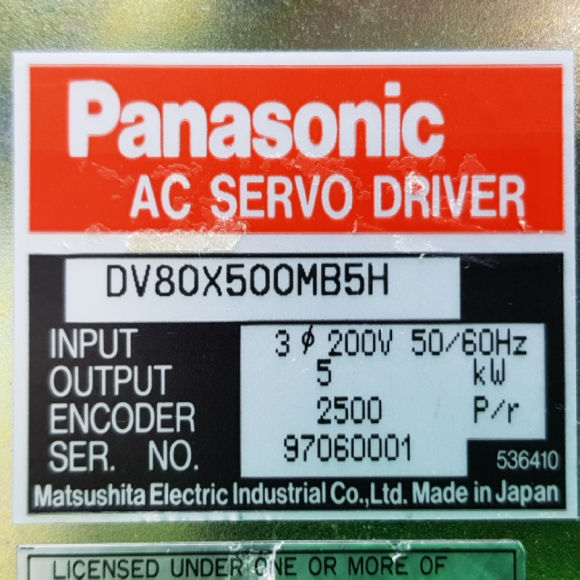 Panasonic
AC SERVO DRIVER
DV80X500MB5H
INPUT 3ϕ 200V 50/60Hz
OUTPUT 5 kW
ENCODER 2500 P/r
SER. NO. 97060001 536410
Matsushita Electric Industrial Co.,Ltd. Made in Japan
LICENSED UNDER ONE OR MORE OF